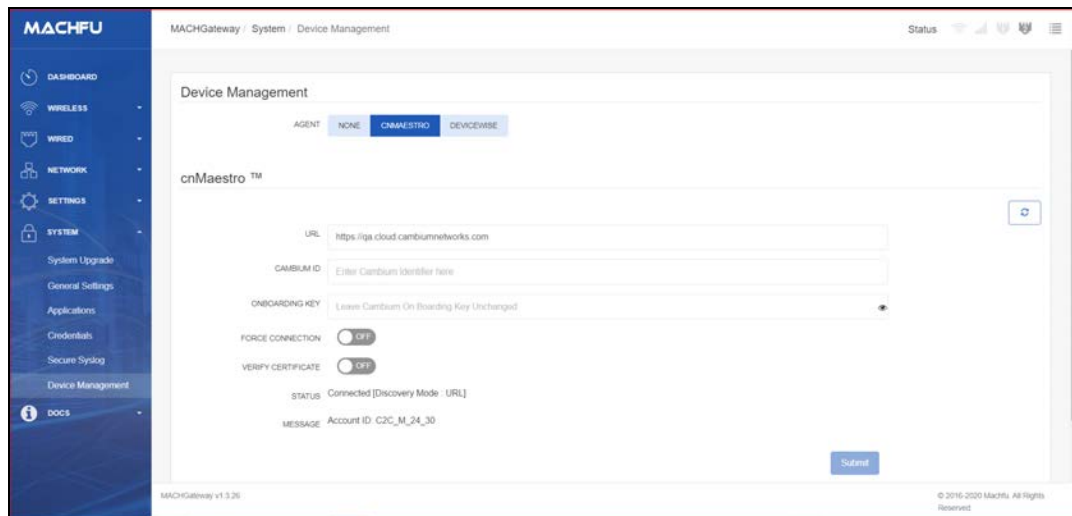 MACHFU
MACHGateway / System / Device Management
Status
DASHBOARD
WIRELESS
WIRED
NETWORK
SETTINGS
SYSTEM
System Upgrade
General Settings
Applications
Credentials
Secure Syslog
Device Management
DOCS
Device Management
AGENT NONE CNMAESTRO DEVICEWISE
cnMaestro ™
URL https://qa.cloud.cambiumnetworks.com
CAMBIUM ID Enter Cambium Identifier here
ONBOARDING KEY Leave Cambium On Boarding Key Unchanged
FORCE CONNECTION OFF
VERIFY CERTIFICATE OFF
STATUS Connected [Discovery Mode : URL]
MESSAGE Account ID: C2C_M_24_30
Submit
MACHGateway v1.3.26
© 2016-2020 Machfu. All Rights
Reserved